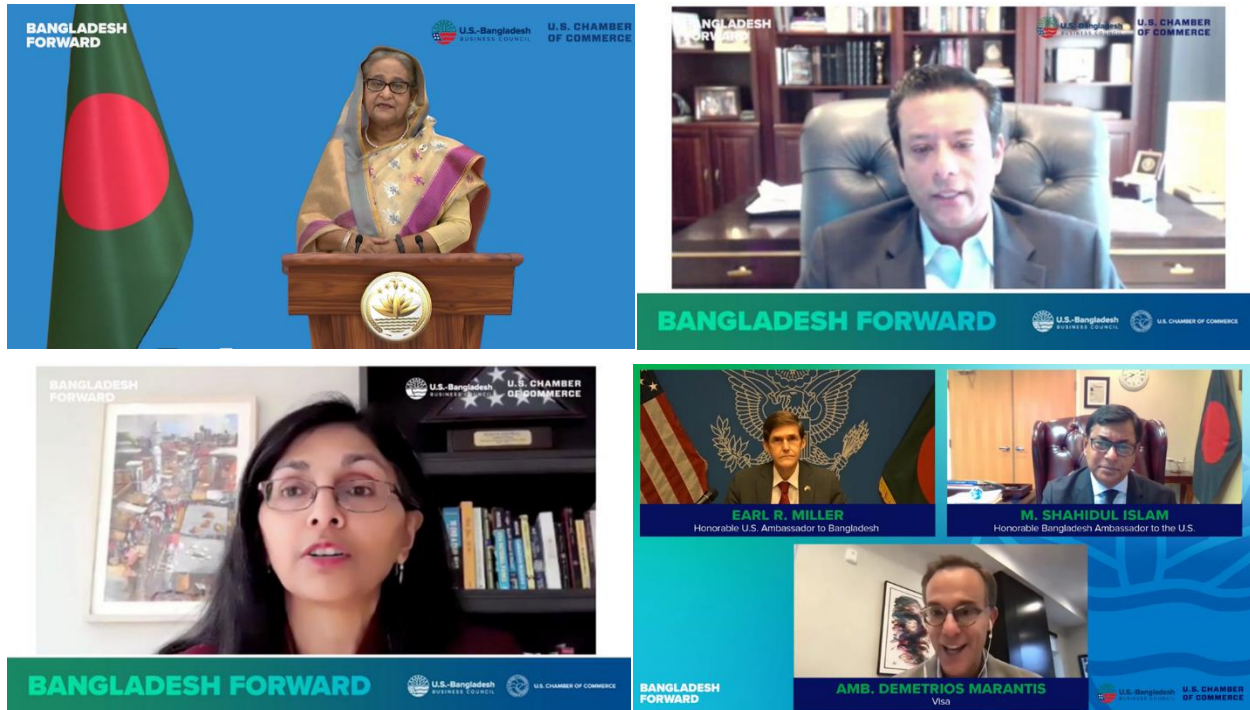 BANGLADESH
FORWARD
U.S.-Bangladesh
BUSINESS COUNCIL
U.S. CHAMBER
OF COMMERCE
BANGLADESH
FORWARD
U.S.-Bangladesh
BUSINESS COUNCIL
U.S. CHAMBER
OF COMMERCE
BANGLADESH FORWARD
U.S.-Bangladesh
BUSINESS COUNCIL
U.S. CHAMBER OF COMMERCE
BANGLADESH
FORWARD
U.S.-Bangladesh
BUSINESS COUNCIL
U.S. CHAMBER
OF COMMERCE
BANGLADESH FORWARD
U.S.-Bangladesh
BUSINESS COUNCIL
U.S. CHAMBER OF COMMERCE
EARL R. MILLER
Honorable U.S. Ambassador to Bangladesh
M. SHAHIDUL ISLAM
Honorable Bangladesh Ambassador to the U.S.
AMB. DEMETRIOS MARANTIS
Visa
BANGLADESH
FORWARD
U.S.-Bangladesh
BUSINESS COUNCIL
U.S. CHAMBER
OF COMMERCE